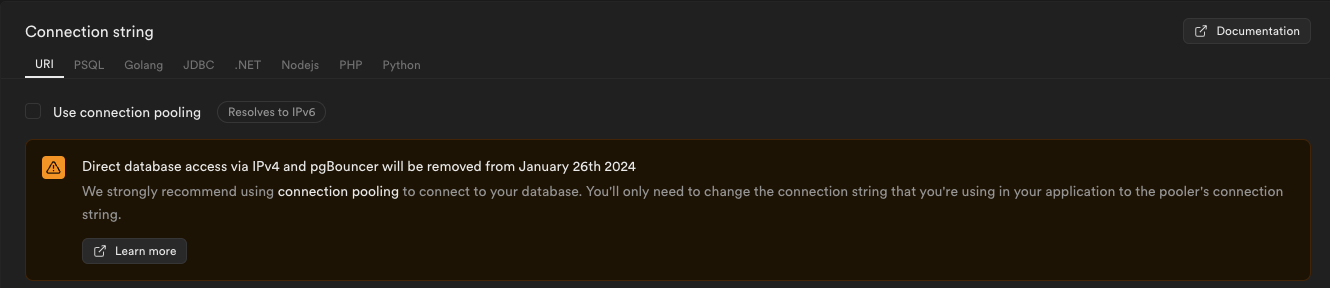 Connection string
Documentation
URI PSQL Golang JDBC .NET Nodejs PHP Python
Use connection pooling Resolves to IPv6
Direct database access via IPv4 and pgBouncer will be removed from January 26th 2024
We strongly recommend using connection pooling to connect to your database. You'll only need to change the connection string that you're using in your application to the pooler's connection
string.
Learn more